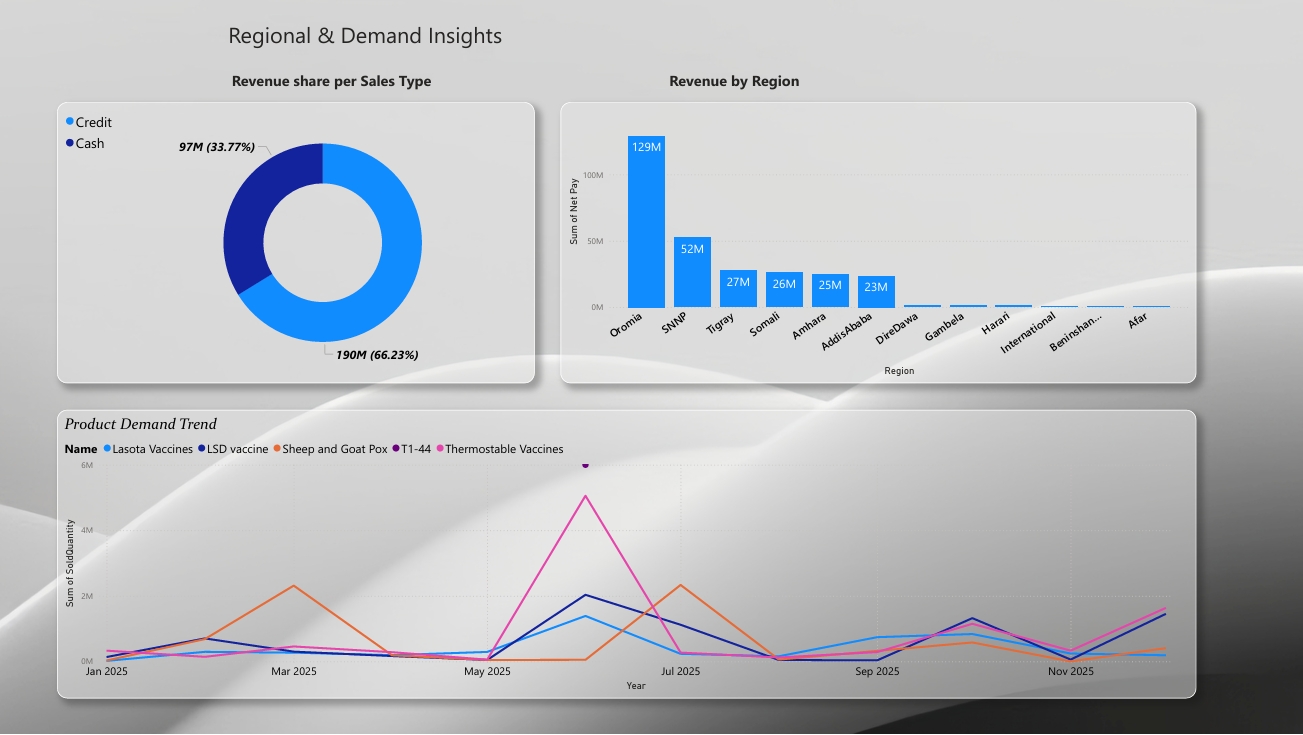 Regional & Demand Insights
Revenue share per Sales Type
Credit
Cash
97M (33.77%)
190M (66.23%)
Revenue by Region
Sum of Net Pay
100M
50M
0M
129M
52M
27M
26M
25M
23M
Oromia
SNNP
Tigray
Somali
Amhara
AddisAbaba
DireDawa
Gambela
Harari
International
Beninshan...
Afar
Region
Product Demand Trend
Name Lasota Vaccines LSD vaccine Sheep and Goat Pox T1-44 Thermostable Vaccines
Sum of SoldQuantity
6M
4M
2M
0M
Jan 2025 Mar 2025 May 2025 Jul 2025 Sep 2025 Nov 2025
Year